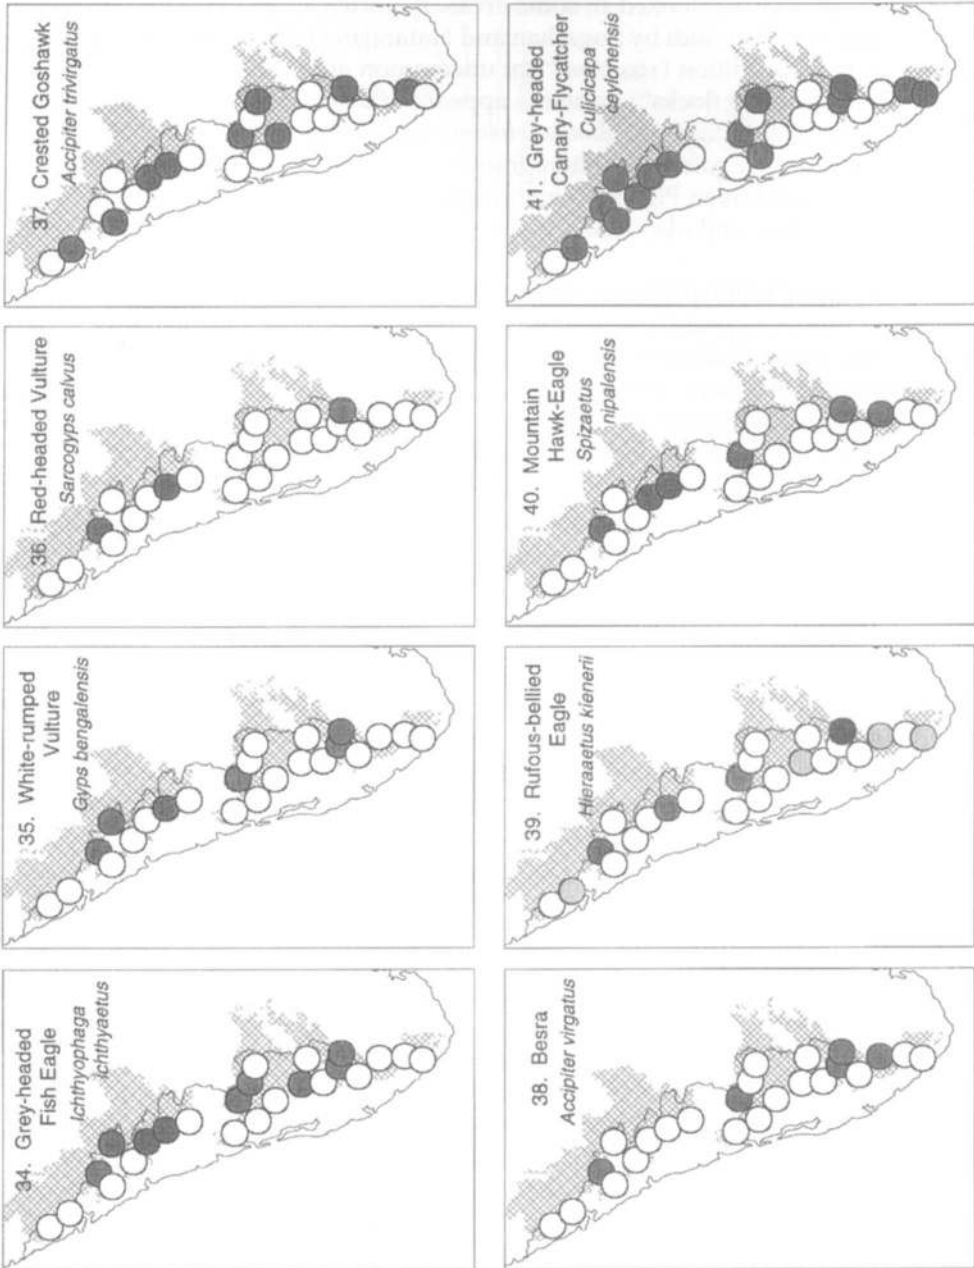 34. Grey-headed
Fish Eagle
Ichthyophaga
ichthyaetus
35. White-rumped
Vulture
Gyps bengalensis
36. Red-headed Vulture
Sarcogyps calvus
37. Crested Goshawk
Accipiter trivirgatus
38. Besra
Accipiter virgatus
39. Rufous-bellied
Eagle
Hieraaetus kienerii
40. Mountain
Hawk-Eagle
Spizaetus
nipalensis
41. Grey-headed
Canary-Flycatcher
Culicicapa
ceylonensis